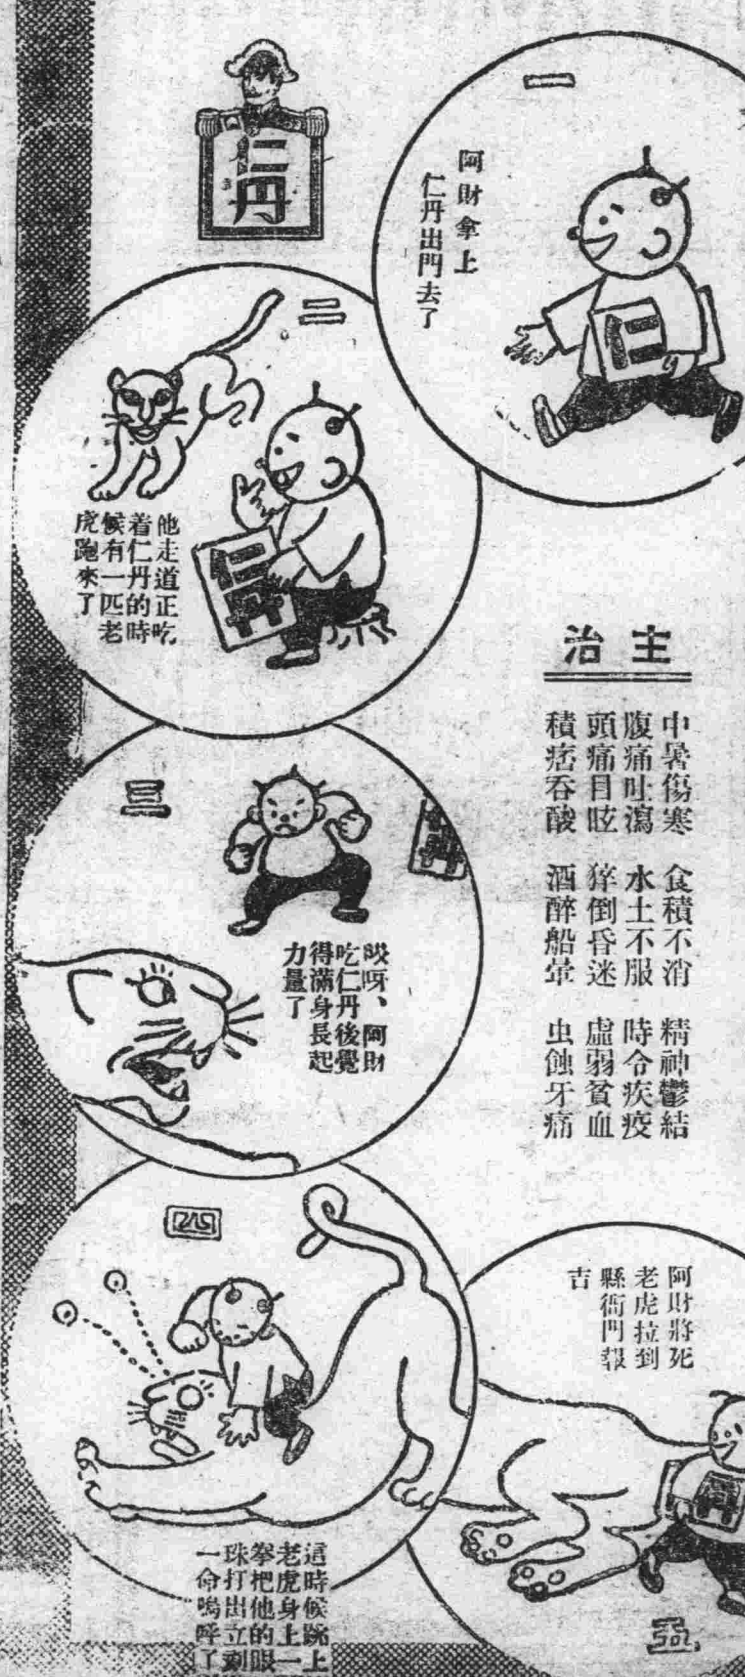 仁丹
一
阿財拿上
仁丹出門去了
仁
二
他走道正吃
着仁丹的時
候有一匹老
虎跑來了
仁丹
主治
中暑傷寒 食積不消 精神鬱結
腹痛吐瀉 水土不服 時令疾疫
頭痛目眩 猝倒昏迷 虛弱貧血
積痞吞酸 酒醉船暈 虫蝕牙痛
三
哎呀、阿財
吃仁丹後覺
得滿身長起
力量了
四
這時候跳上
老虎身上一
拳把他的眼
珠打出立刻
一命嗚呼了
阿財將死
老虎拉到
縣衙門報
吉
丹
五